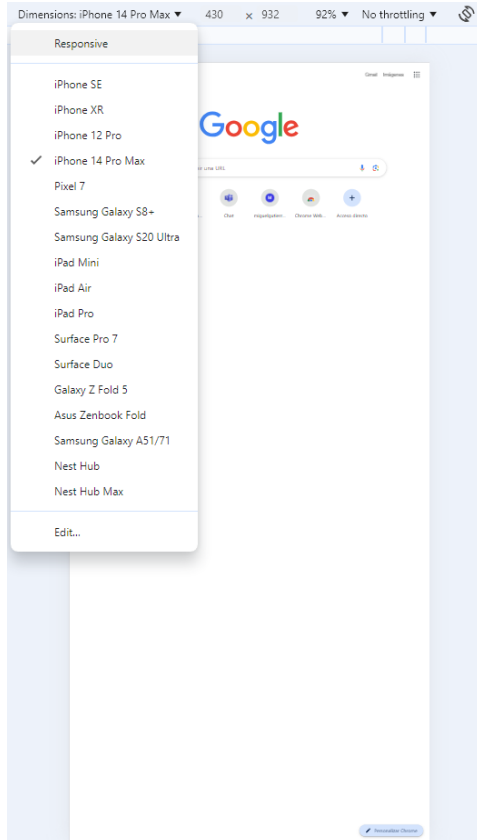 Dimensions: iPhone 14 Pro Max ▼ 430 × 932 92% ▼ No throttling ▼
Responsive
Gmail Imágenes
iPhone SE
iPhone XR
Google
iPhone 12 Pro
iPhone 14 Pro Max
ir una URL
Pixel 7
Samsung Galaxy S8+
Chat Chrome Web... Acceso directo
Samsung Galaxy S20 Ultra
iPad Mini
iPad Air
iPad Pro
Surface Pro 7
Surface Duo
Galaxy Z Fold 5
Asus Zenbook Fold
Samsung Galaxy A51/71
Nest Hub
Nest Hub Max
Edit...
Personalizar Chrome